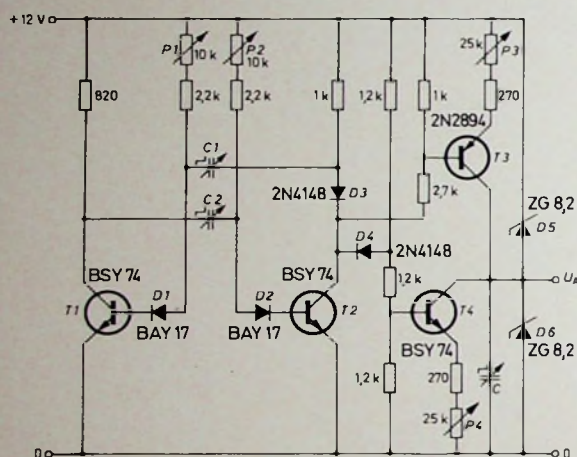 + 12 V
P1
10 k
P2
10k
25k
P3
820
2,2k
2,2k
1k
1,2k
1k
270
2N2894
C1
T3
C2
2N4148
D3
2,7k
ZG 8,2
D5
D4
2N4148
BSY 74
BSY 74
T1
D1
D2
T2
1,2k
T4
BAY 17
BAY 17
BSY 74
D6
ZG 8,2
1,2k
270
C
25k
P4
0
0